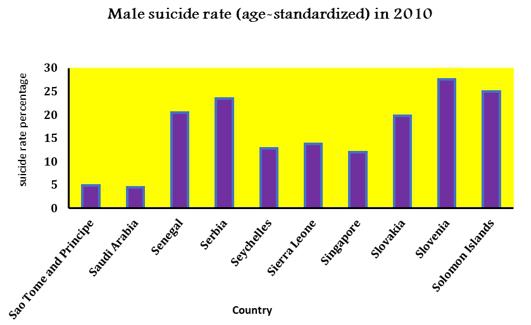 Male suicide rate (age-standardized) in 2010
suicide rate percentage
30
25
20
15
10
5
0
Sao Tome and Principe
Saudi Arabia
Senegal
Serbia
Seychelles
Sierra Leone
Singapore
Slovakia
Slovenia
Solomon Islands
Country